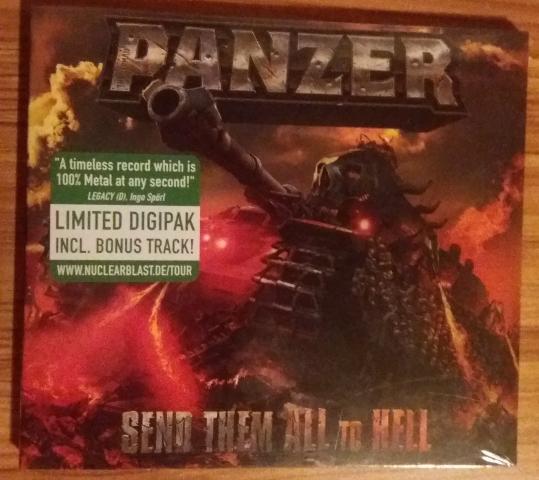 PANZER
"A timeless record which is
100% Metal at any second!"
LEGACY (D), Ingo Spörl
LIMITED DIGIPAK
INCL. BONUS TRACK!
WWW.NUCLEARBLAST.DE/TOUR
SEND THEM ALL TO HELL